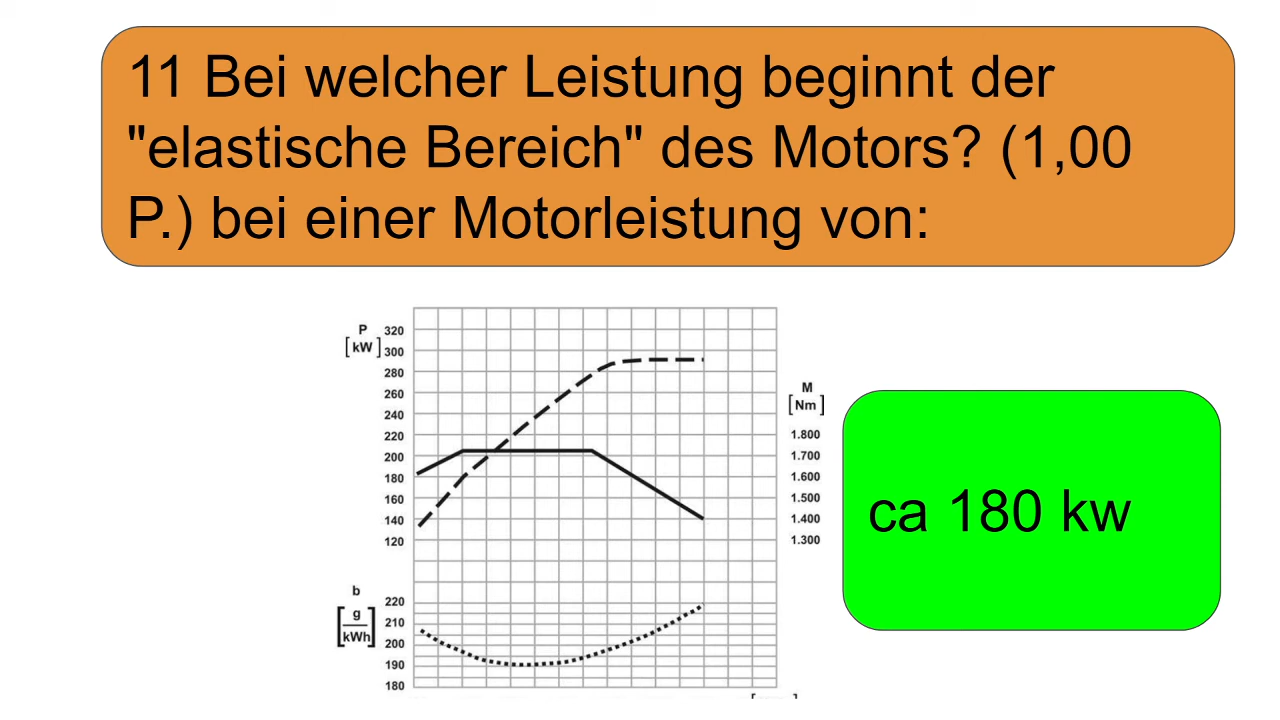 11 Bei welcher Leistung beginnt der
"elastische Bereich" des Motors? (1,00
P.) bei einer Motorleistung von:
P
[kW]
320
300
280
260
240
220
200
180
160
140
120
M
[Nm]
1.800
1.700
1.600
1.500
1.400
1.300
b
[g
kWh]
220
210
200
190
180
ca 180 kw